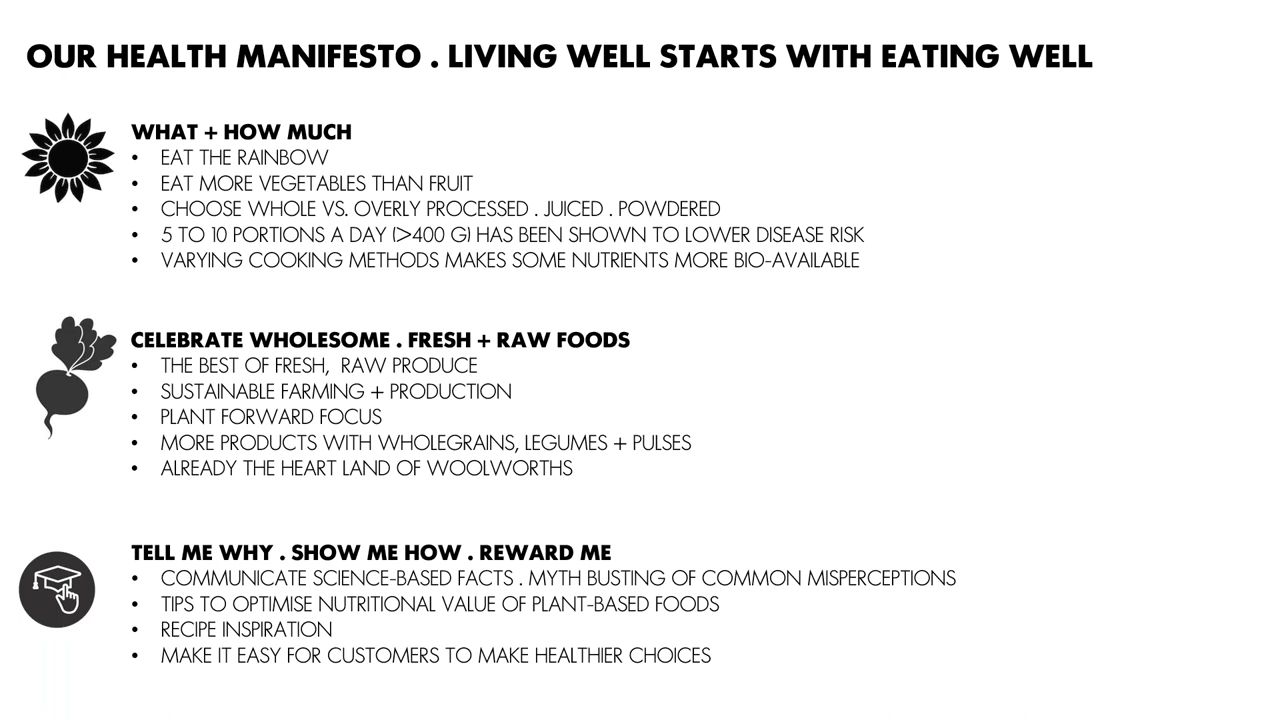 OUR HEALTH MANIFESTO . LIVING WELL STARTS WITH EATING WELL
WHAT + HOW MUCH
• EAT THE RAINBOW
• EAT MORE VEGETABLES THAN FRUIT
• CHOOSE WHOLE VS. OVERLY PROCESSED . JUICED . POWDERED
• 5 TO 10 PORTIONS A DAY (>400 G) HAS BEEN SHOWN TO LOWER DISEASE RISK
• VARYING COOKING METHODS MAKES SOME NUTRIENTS MORE BIO-AVAILABLE
CELEBRATE WHOLESOME . FRESH + RAW FOODS
• THE BEST OF FRESH, RAW PRODUCE
• SUSTAINABLE FARMING + PRODUCTION
• PLANT FORWARD FOCUS
• MORE PRODUCTS WITH WHOLEGRAINS, LEGUMES + PULSES
• ALREADY THE HEART LAND OF WOOLWORTHS
TELL ME WHY . SHOW ME HOW . REWARD ME
• COMMUNICATE SCIENCE-BASED FACTS . MYTH BUSTING OF COMMON MISPERCEPTIONS
• TIPS TO OPTIMISE NUTRITIONAL VALUE OF PLANT-BASED FOODS
• RECIPE INSPIRATION
• MAKE IT EASY FOR CUSTOMERS TO MAKE HEALTHIER CHOICES